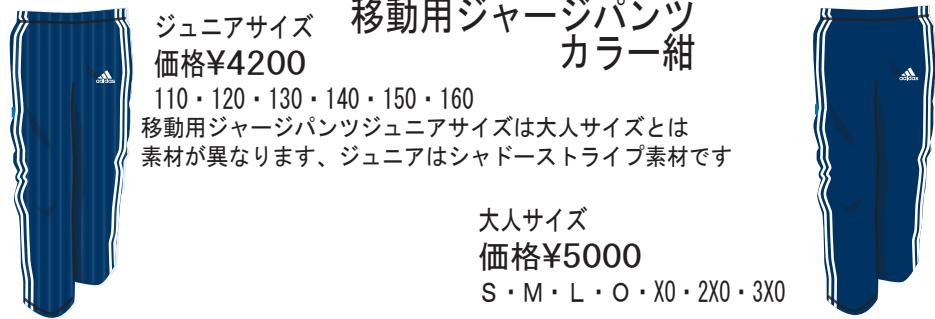 移動用ジャージパンツ
カラー紺
ジュニアサイズ
価格¥4200
110・120・130・140・150・160
移動用ジャージパンツジュニアサイズは大人サイズとは
素材が異なります、ジュニアはシャドーストライプ素材です
adidas
adidas
大人サイズ
価格¥5000
S・M・L・O・XO・2XO・3XO